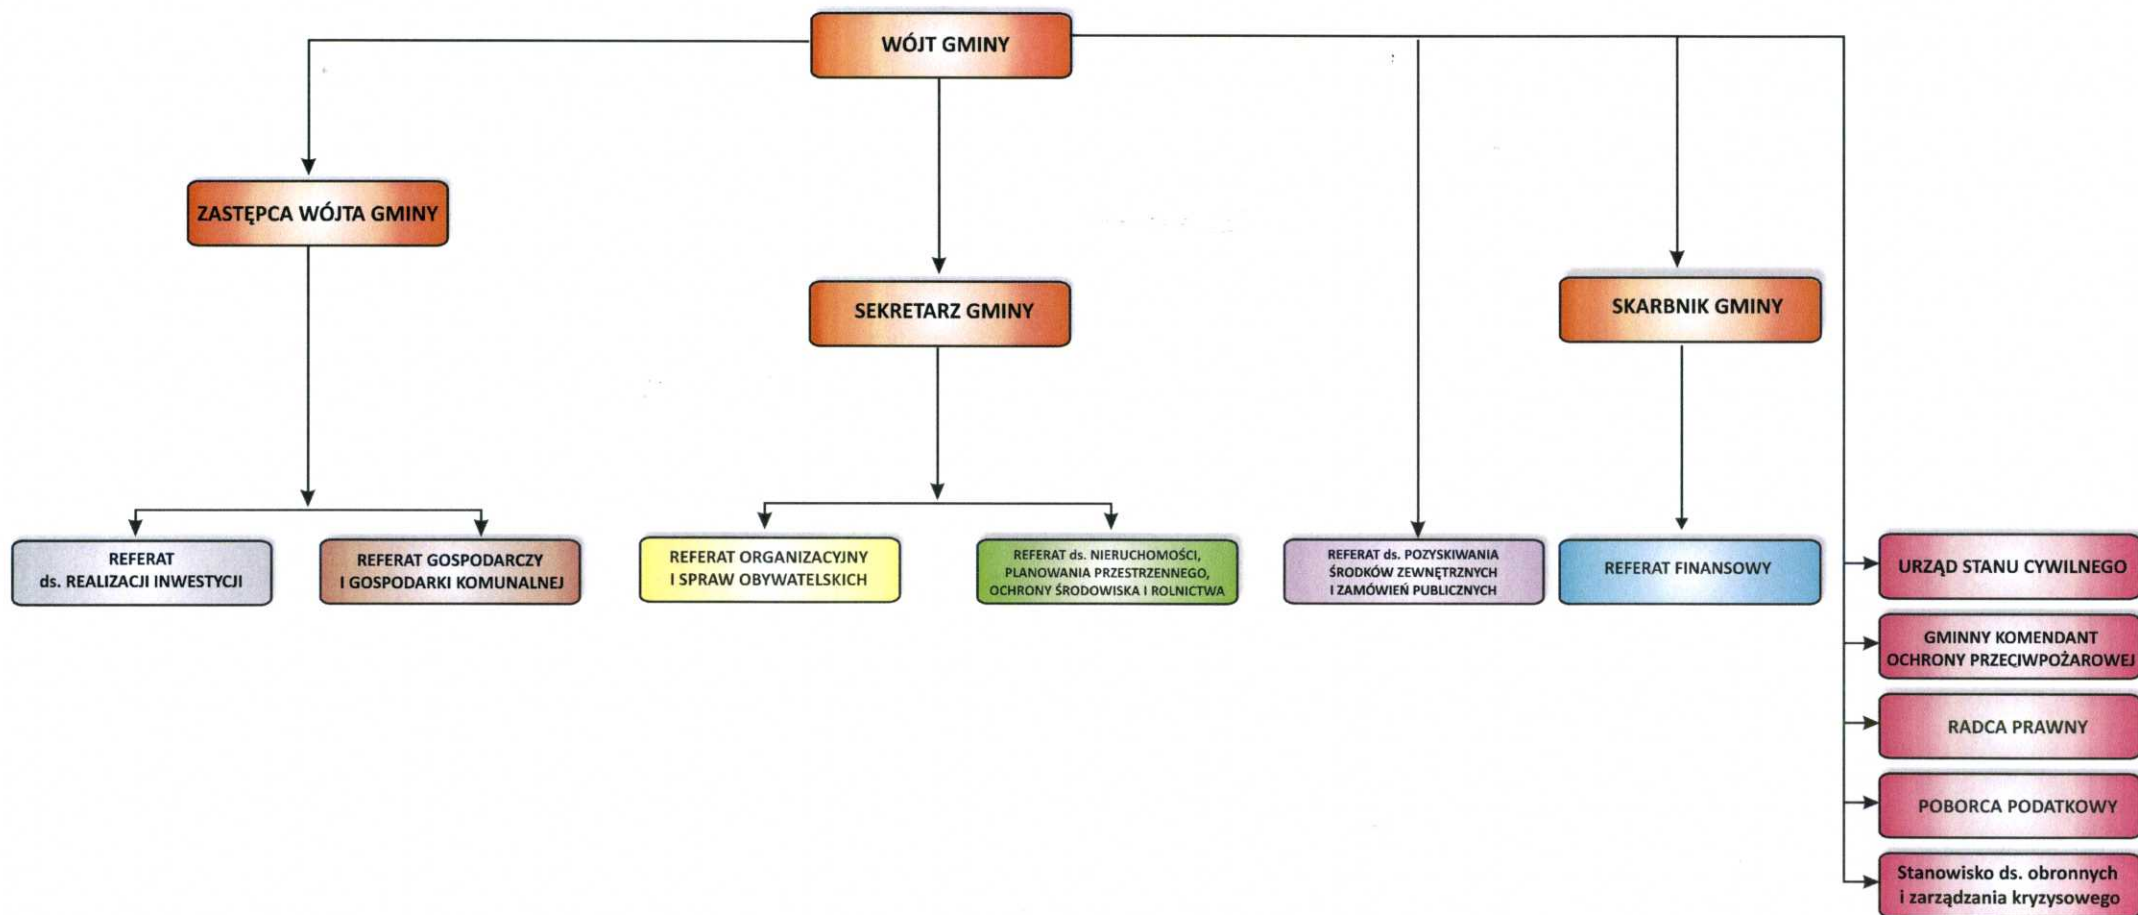 WÓJT GMINY
ZASTĘPCA WÓJTA GMINY
SEKRETARZ GMINY
SKARBNIK GMINY
REFERAT
ds. REALIZACJI INWESTYCJI
REFERAT GOSPODARCZY
I GOSPODARKI KOMUNALNEJ
REFERAT ORGANIZACYJNY
I SPRAW OBYWATELSKICH
REFERAT ds. NIERUCHOMOŚCI,
PLANOWANIA PRZESTRZENNEGO,
OCHRONY ŚRODOWISKA I ROLNICTWA
REFERAT ds. POZYSKIWANIA
ŚRODKÓW ZEWNĘTRZNYCH
I ZAMÓWIEŃ PUBLICZNYCH
REFERAT FINANSOWY
URZĄD STANU CYWILNEGO
GMINNY KOMENDANT
OCHRONY PRZECIWPOŻAROWEJ
RADCA PRAWNY
POBORCA PODATKOWY
Stanowisko ds. obronnych
i zarządzania kryzysowego